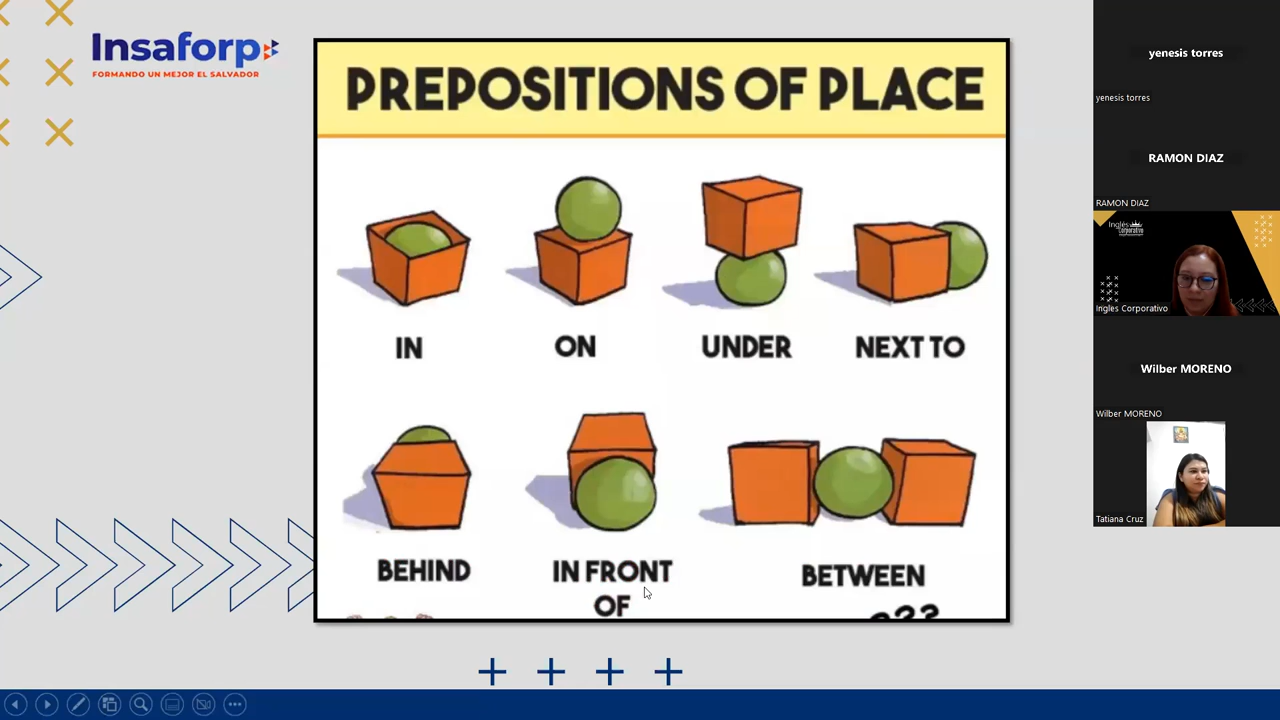 Insaforp
FORMANDO UN MEJOR EL SALVADOR
PREPOSITIONS OF PLACE
IN
ON
UNDER
NEXT TO
BEHIND
IN FRONT
OF
BETWEEN
???
yenesis torres
yenesis torres
RAMON DIAZ
RAMON DIAZ
Inglés
Corporativo
Ingles Corporativo
Wilber MORENO
Wilber MORENO
Tatiana Cruz